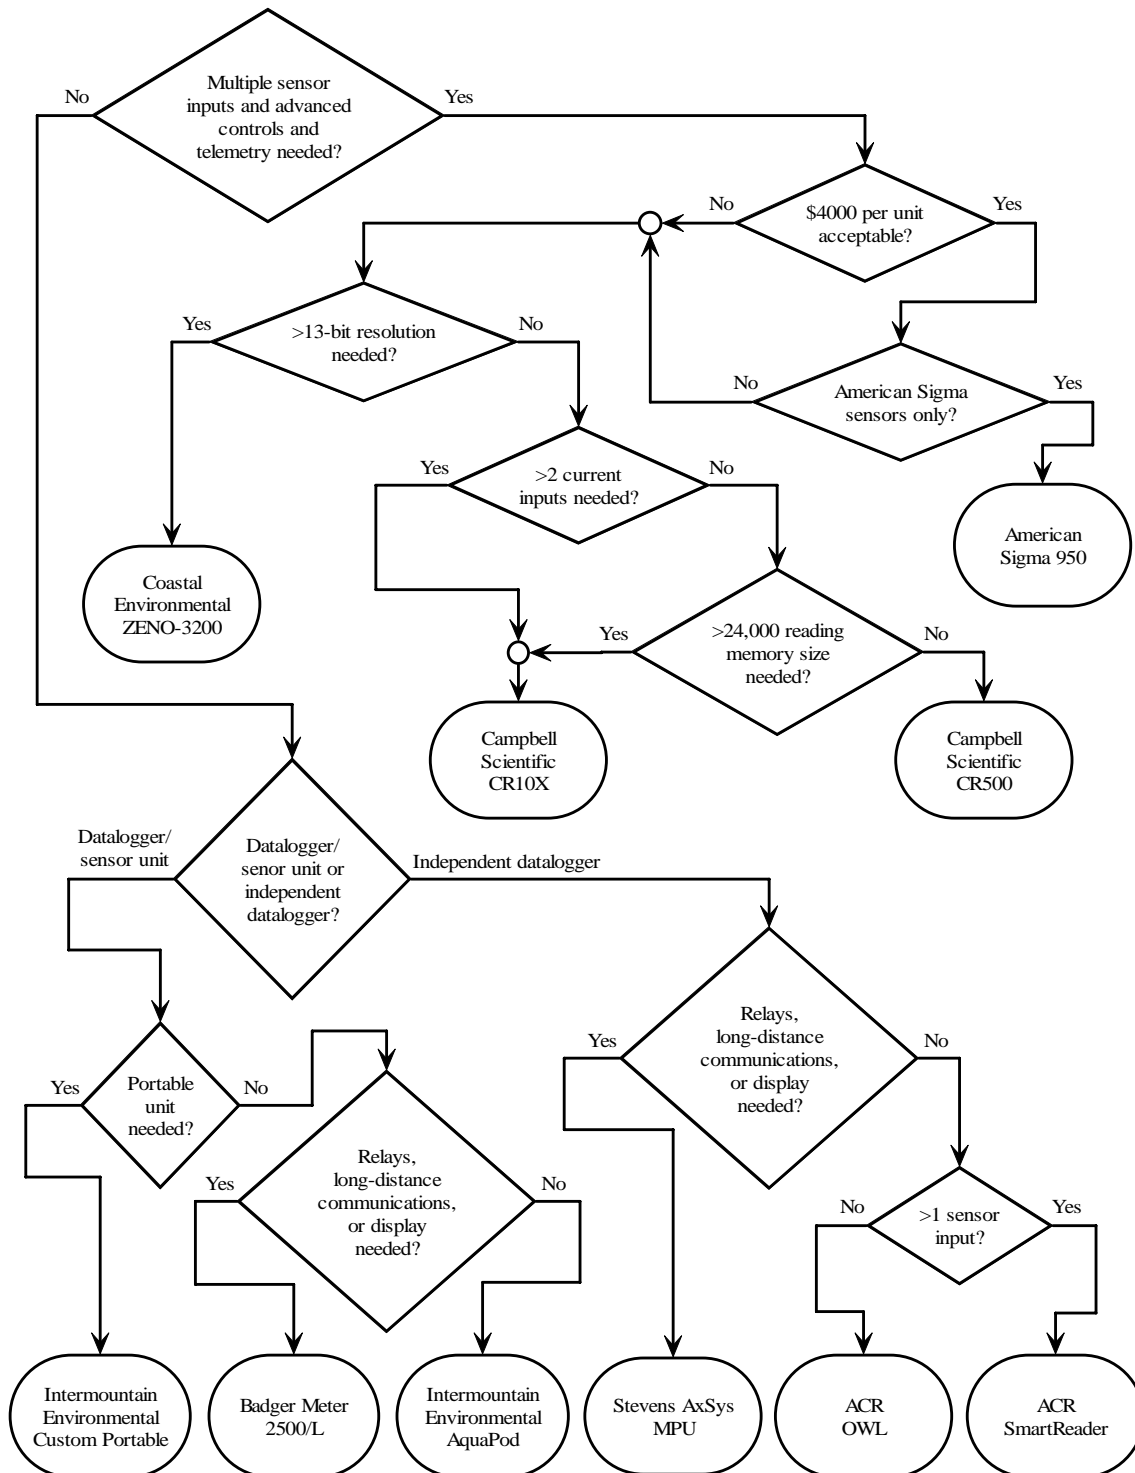 Multiple sensor
inputs and advanced
controls and
telemetry needed?
No
Yes
$4000 per unit
acceptable?
No
Yes
>13-bit resolution
needed?
Yes
No
American Sigma
sensors only?
No
Yes
>2 current
inputs needed?
Yes
No
American
Sigma 950
Coastal
Environmental
ZENO-3200
>24,000 reading
memory size
needed?
Yes
No
Campbell
Scientific
CR10X
Campbell
Scientific
CR500
Datalogger/
sensor unit
Datalogger/
senor unit or
independent
datalogger?
Independent datalogger
Relays,
long-distance
communications,
or display
needed?
Yes
No
Portable
unit
needed?
Yes
No
Relays,
long-distance
communications,
or display
needed?
Yes
No
>1 sensor
input?
No
Yes
Intermountain
Environmental
Custom Portable
Badger Meter
2500/L
Intermountain
Environmental
AquaPod
Stevens AxSys
MPU
ACR
OWL
ACR
SmartReader